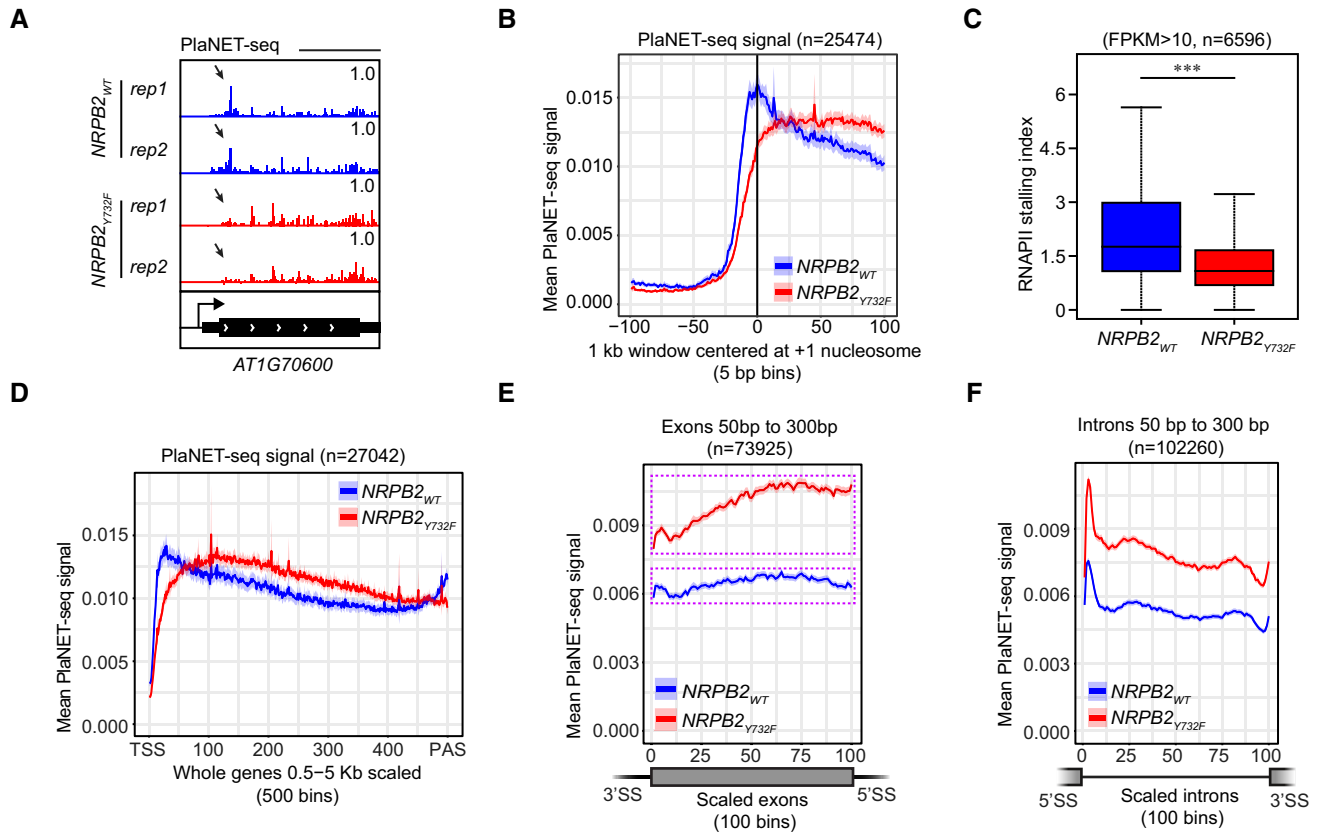 A
PlaNET-seq
NRPB2WT
rep1
1.0
rep2
1.0
NRPB2Y732F
rep1
1.0
rep2
1.0
AT1G70600
B
PlaNET-seq signal (n=25474)
Mean PlaNET-seq signal
0.015
0.010
0.005
0.000
NRPB2WT
NRPB2Y732F
−100
−50
0
50
100
1 kb window centered at +1 nucleosome
(5 bp bins)
C
(FPKM>10, n=6596)
***
RNAPII stalling index
6
4.5
3
1.5
0
NRPB2WT
NRPB2Y732F
D
PlaNET-seq signal (n=27042)
Mean PlaNET-seq signal
0.015
0.010
0.005
0.000
NRPB2WT
NRPB2Y732F
TSS
100
200
300
400
PAS
Whole genes 0.5−5 Kb scaled
(500 bins)
E
Exons 50bp to 300bp
(n=73925)
Mean PlaNET-seq signal
0.009
0.006
0.003
0.000
NRPB2WT
NRPB2Y732F
0
25
50
75
100
3'SS
5'SS
Scaled exons
(100 bins)
F
Introns 50 bp to 300 bp
(n=102260)
Mean PlaNET-seq signal
0.009
0.006
0.003
0.000
NRPB2WT
NRPB2Y732F
0
25
50
75
100
5'SS
3'SS
Scaled introns
(100 bins)